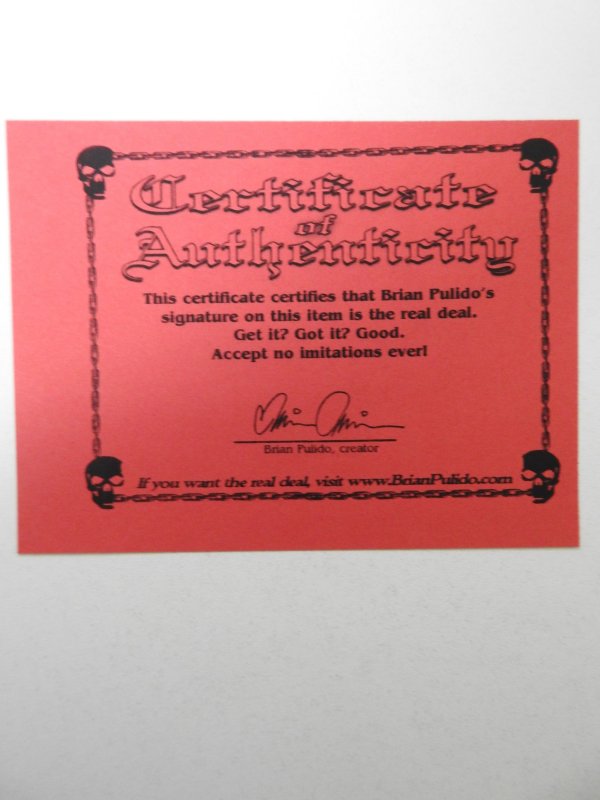 Certificate
of
Authenticity
This certificate certifies that Brian Pulido's
signature on this item is the real deal.
Get it? Got it? Good.
Accept no imitations ever!
Brian Pulido, creator
If you want the real deal, visit www.BrianPulido.com